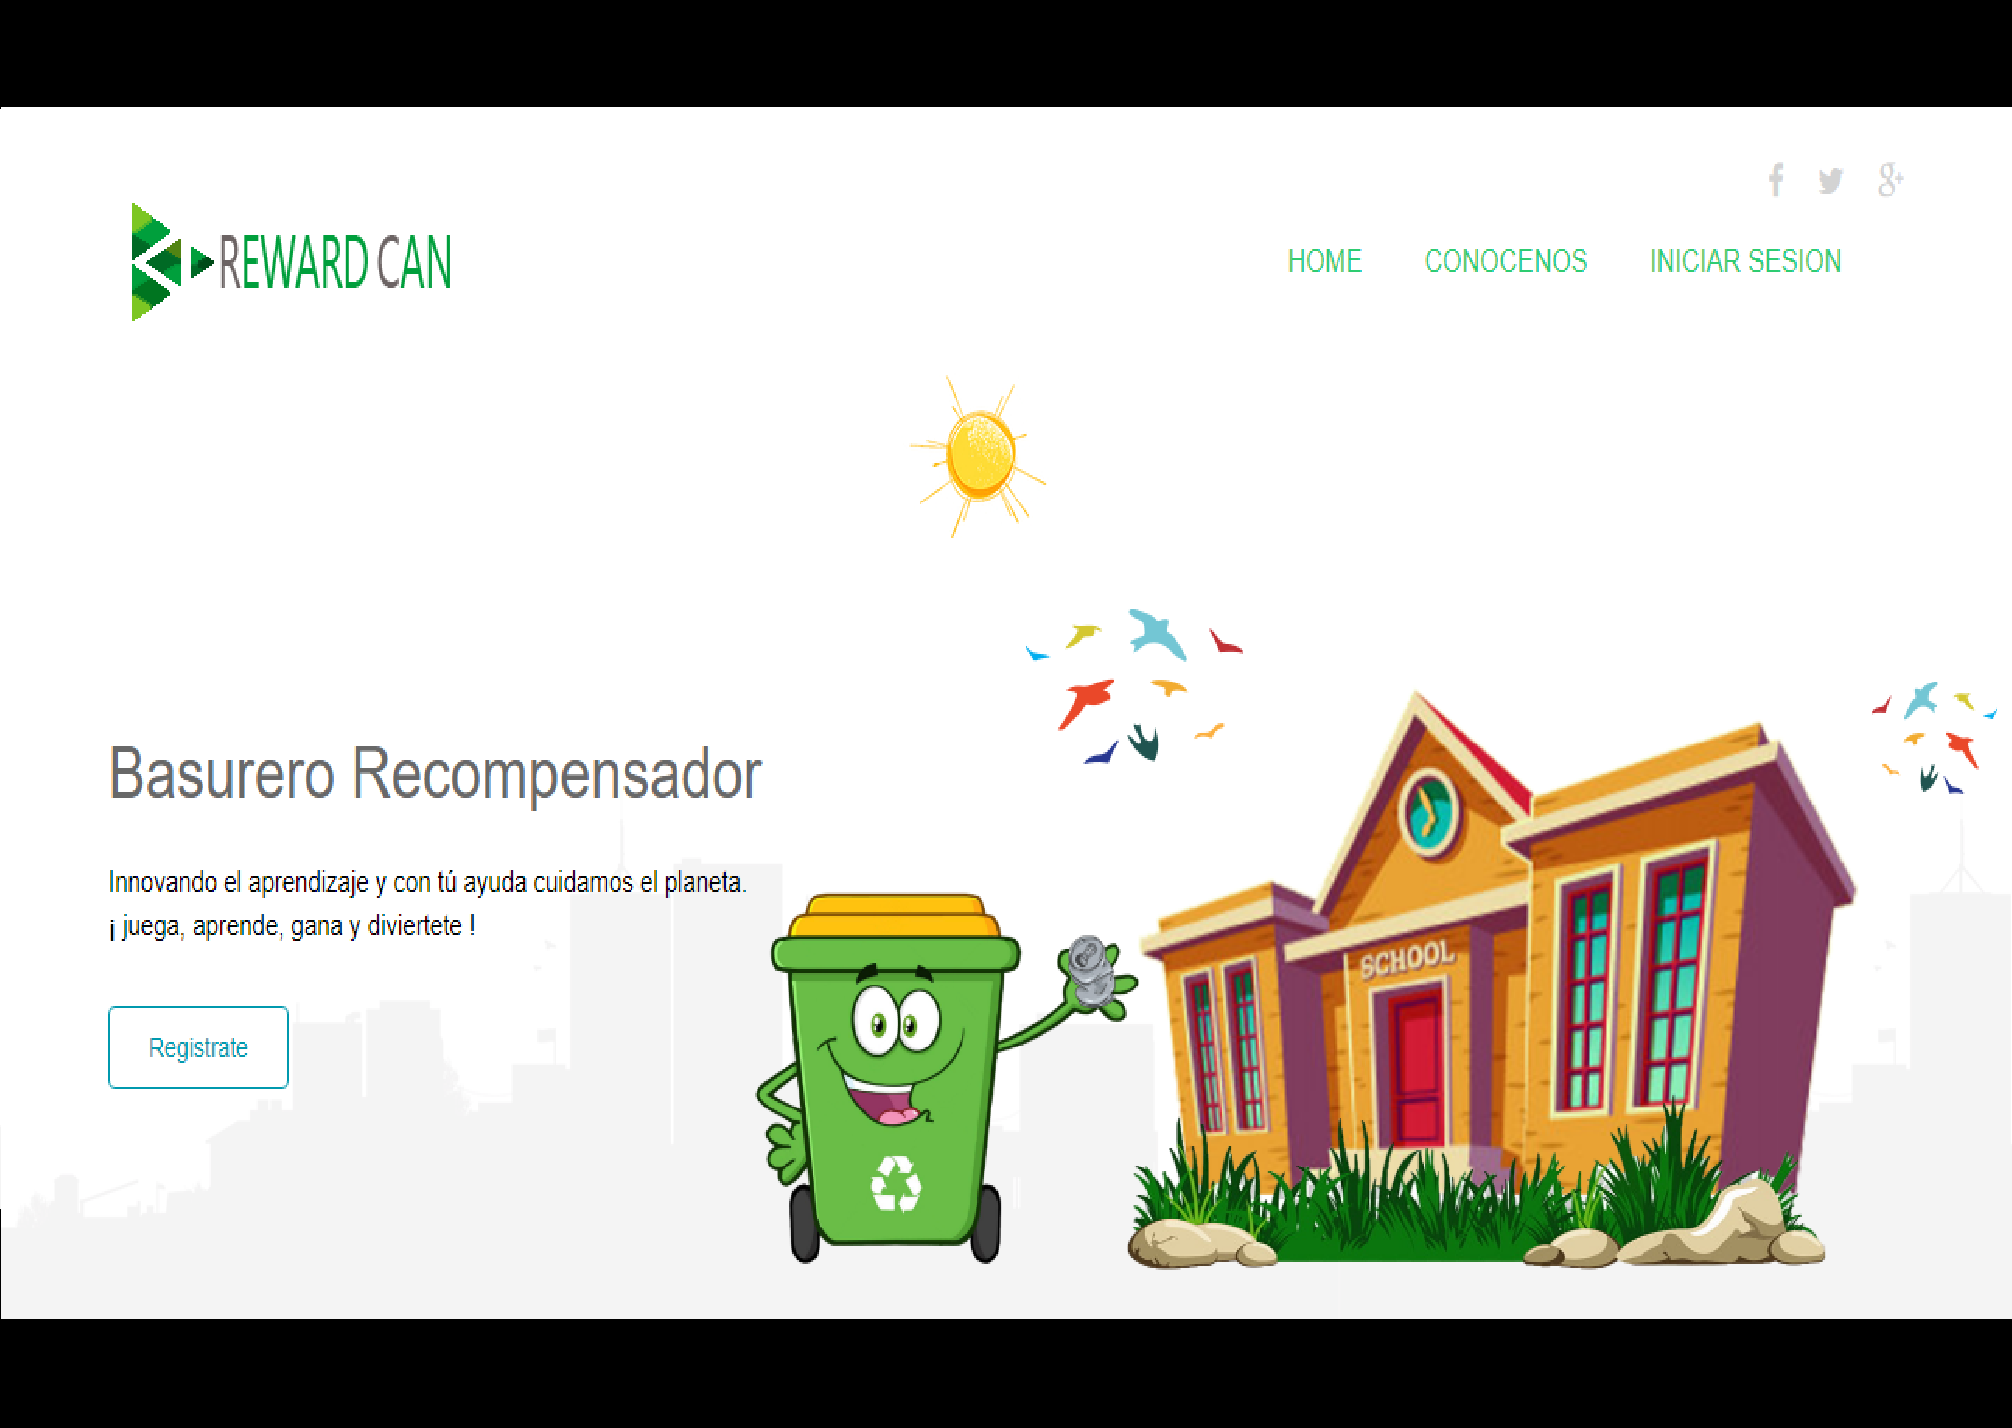 REWARD CAN
HOME CONOCENOS INICIAR SESION
Basurero Recompensador
Innovando el aprendizaje y con tú ayuda cuidamos el planeta.
¡ juega, aprende, gana y diviertete !
Registrate
SCHOOL